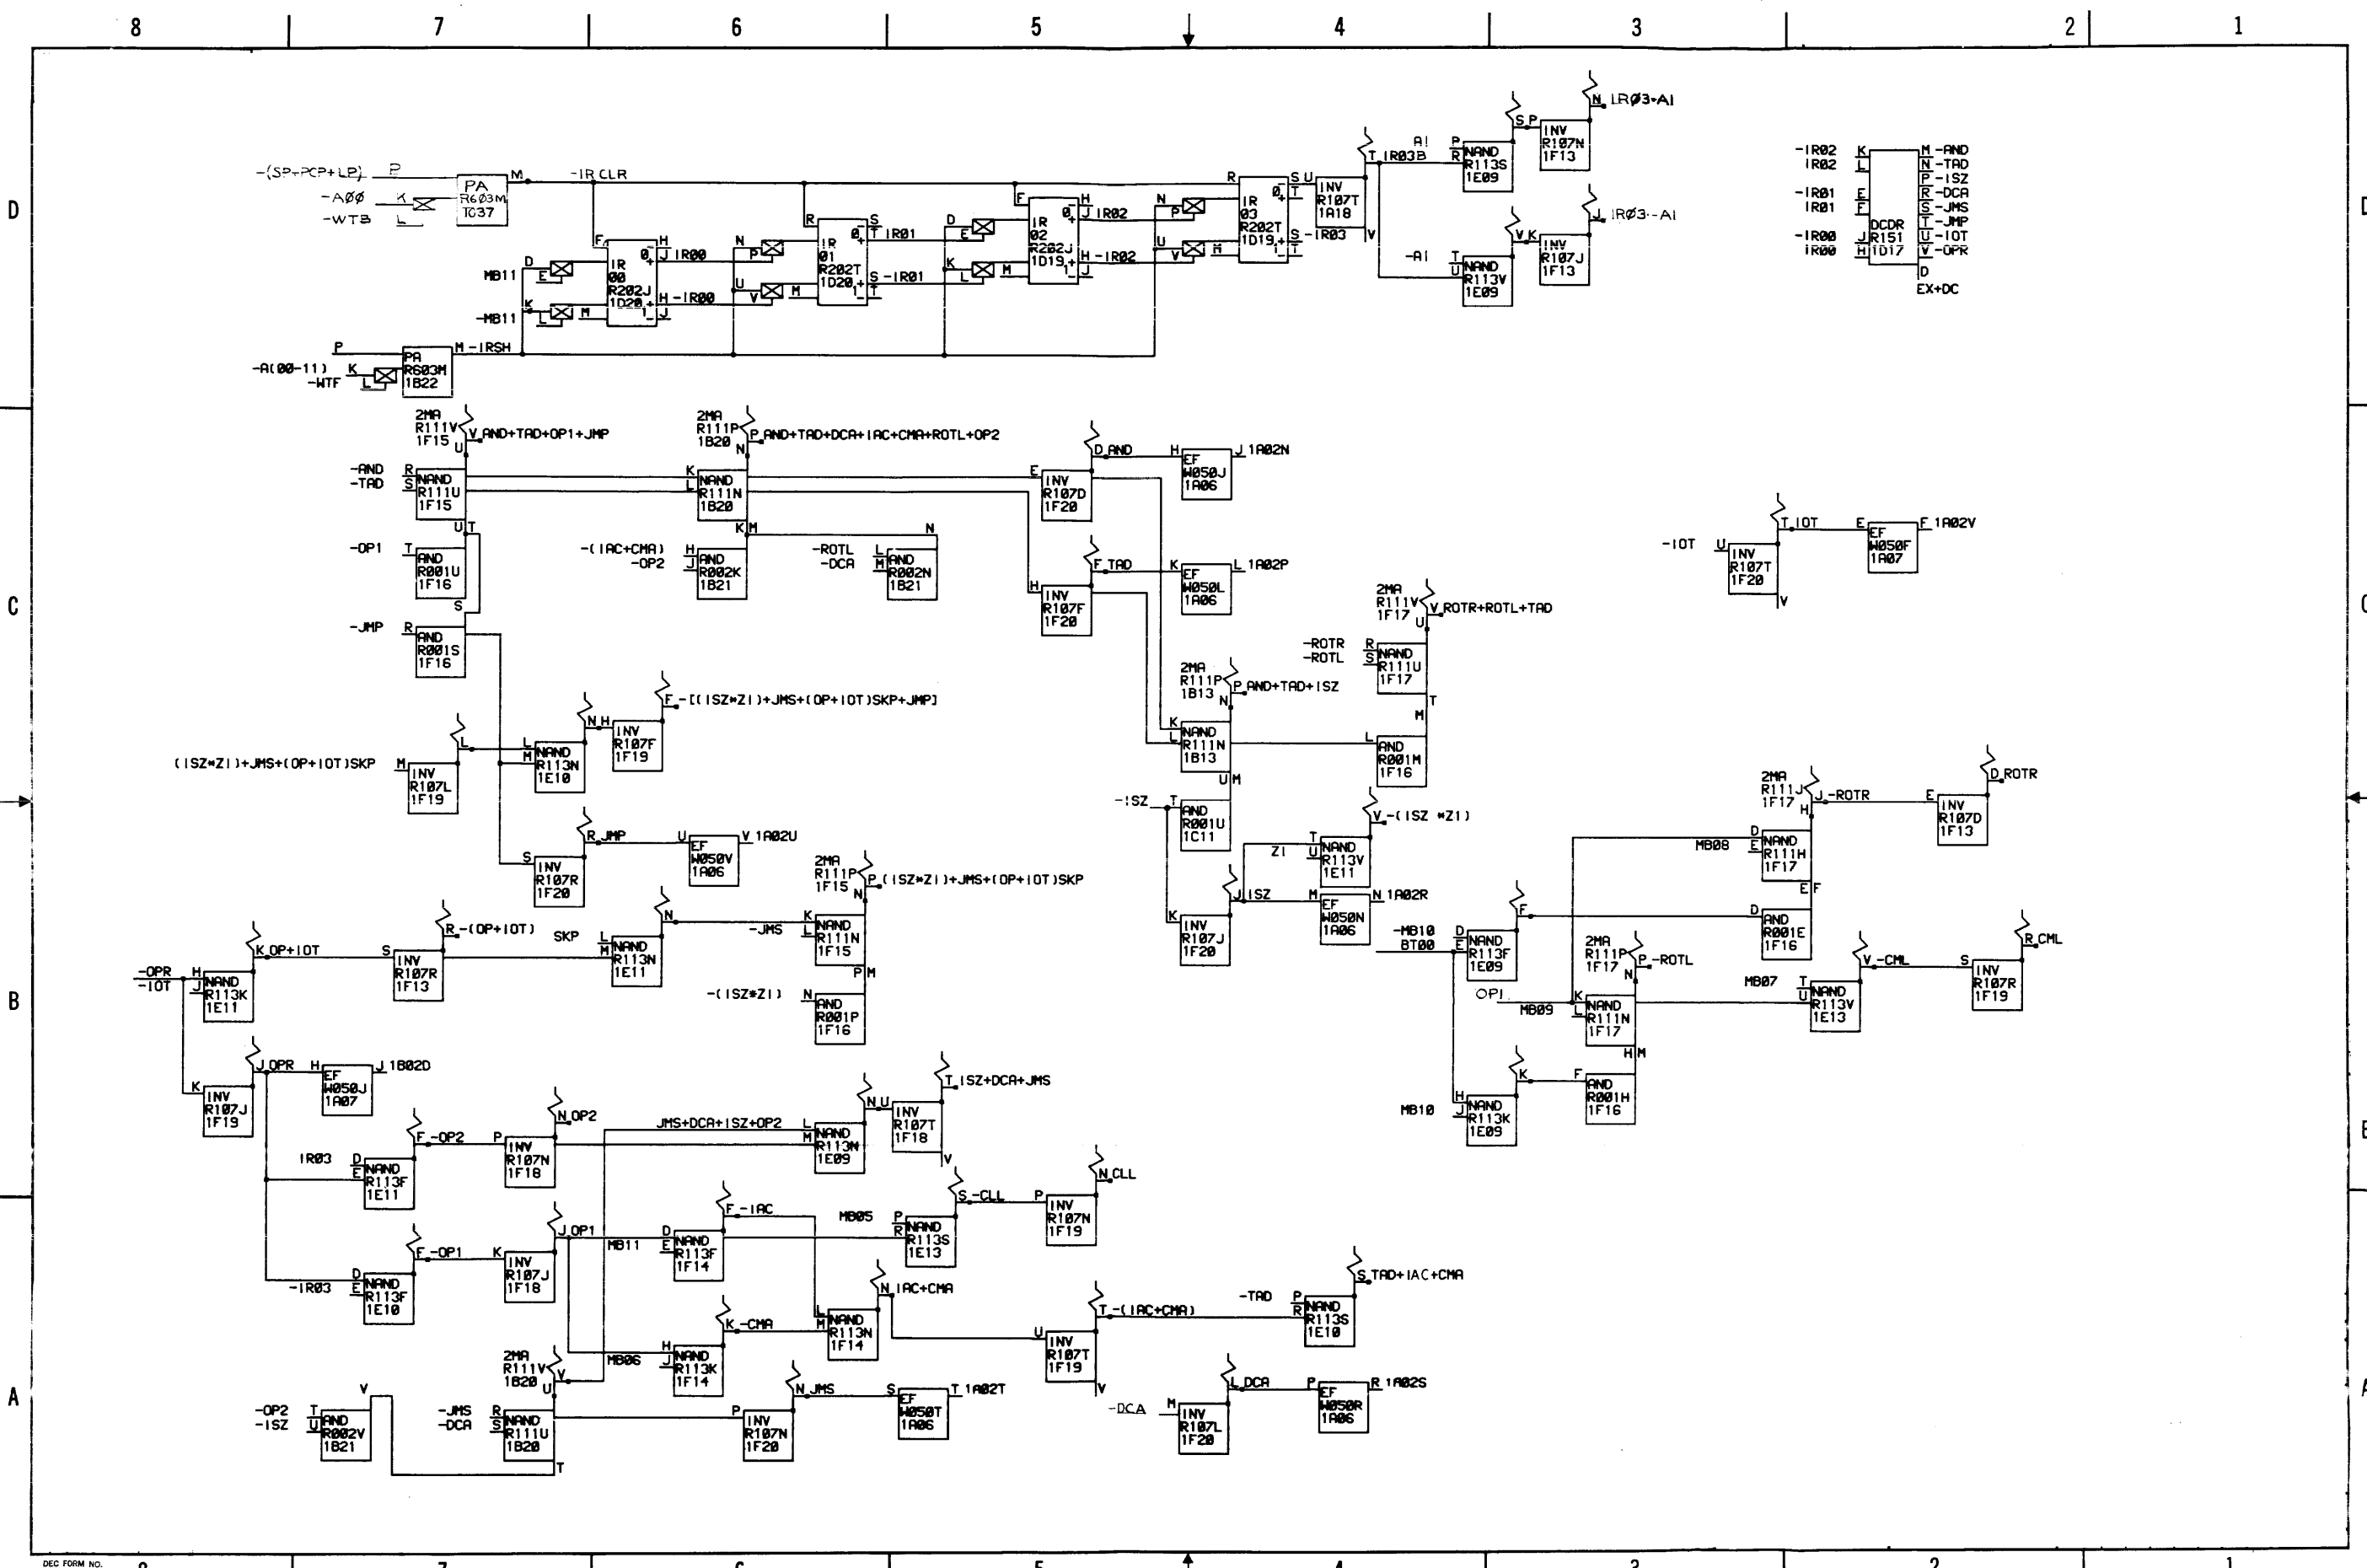 8 7 6 5 4 3 2 1
D
-(SP+PCP+LP) P
-A00 K
-WTB L
PA
R603M
M -IR CLR
MB11 D E
-MB11 K L
F IR
00
R202J
1D20
0 H
J IR00
H -IR00
1 J
M
N P
U V
R IR
01
R202T
1D20
0 S
T IR01
S -IR01
1 T
M
D E
K L
F IR
02
R202J
1D19
0 H
J IR02
H -IR02
1 J
M
N P
U V
R IR
03
R202T
1D19
0 S
T
S -IR03
1 T
M
U INV
R107T
1A18
V
T IR03B
AI P
R NAND
R113S
1E09
S P INV
R107N
1F13
N IR03·AI
-AI T
U NAND
R113V
1E09
V K INV
R107J
1F13
J IR03·-AI
-IR02 K
IR02 L
-IR01 E
IR01 F
-IR00 J
IR00 H
DCDR
R151
1D17
M -AND
N -TAD
P -ISZ
R -DCA
S -JMS
T -JMP
U -IOT
V -OPR
D
EX+DC
P
-A(00-11) K
-WTF L
PA
R603M
1B22
M -IRSH
C
2MA
R111V
1F15
V AND+TAD+OP1+JMP
U
-AND R
-TAD S
NAND
R111U
1F15
U T
-OP1 T
AND
R001U
1F16
S
-JMP R
AND
R001S
1F16
2MA
R111P
1B20
P AND+TAD+DCA+IAC+CMA+ROTL+OP2
N
K
L
NAND
R111N
1B20
K M
-(IAC+CMA) H
-OP2 J
AND
R002K
1B21
N
-ROTL L
-DCA M
AND
R002N
1B21
E INV
R107D
1F20
D AND
H EF
W050J
1A06
J 1A02N
H INV
R107F
1F20
F TAD
K EF
W050L
1A06
L 1A02P
-IOT U
INV
R107T
1F20
V
T IOT
E EF
W050F
1A07
F 1A02V
2MA
R111V
1F17
V ROTR+ROTL+TAD
U
-ROTR R
-ROTL S
NAND
R111U
1F17
T
M
L AND
R001M
1F16
2MA
R111P
1B13
P AND+TAD+ISZ
N
K
L
NAND
R111N
1B13
U M
-ISZ T
AND
R001U
1C11
(ISZ*ZI)+JMS+(OP+IOT)SKP M
INV
R107L
1F19
L
L
M
NAND
R113N
1E10
N H
INV
R107F
1F19
F -[(ISZ*ZI)+JMS+(OP+IOT)SKP+JMP]
S INV
R107R
1F20
R JMP
U EF
W050V
1A06
V 1A02U
K INV
R107J
1F20
J ISZ
ZI T
U
NAND
R113V
1E11
V -(ISZ *ZI)
M EF
W050N
1A06
N 1A02R
2MA
R111J
1F17
J -ROTR
H
MB08 D
E
NAND
R111H
1F17
E F
D AND
R001E
1F16
E INV
R107D
1F13
D ROTR
B
-OPR H
-IOT J
NAND
R113K
1E11
K OP+IOT
S INV
R107R
1F13
R -(OP+IOT)
SKP L
M
NAND
R113N
1E11
N
2MA
R111P
1F15
P (ISZ*ZI)+JMS+(OP+IOT)SKP
N
K
-JMS L
NAND
R111N
1F15
P M
-(ISZ*ZI) N
AND
R001P
1F16
-MB10 D
BT00 E
NAND
R113F
1E09
F
2MA
R111P
1F17
P -ROTL
N
OP1 K
MB09 L
NAND
R111N
1F17
H M
F AND
R001H
1F16
H
MB10 J
NAND
R113K
1E09
K
MB07 T
U
NAND
R113V
1E13
V -CML
S INV
R107R
1F19
R CML
K INV
R107J
1F19
J OPR
H EF
W050J
1A07
J 1B02D
IR03 D
E
NAND
R113F
1E11
F -OP2
P INV
R107N
1F18
N OP2
JMS+DCA+ISZ+OP2 L
M
NAND
R113N
1E09
N U
INV
R107T
1F18
V
T ISZ+DCA+JMS
A
-IR03 D
E
NAND
R113F
1E10
F -OP1
K INV
R107J
1F18
J OP1
D
MB11 E
NAND
R113F
1F14
F -IAC
MB05 P
R
NAND
R113S
1E13
S -CLL
P INV
R107N
1F19
N CLL
H
MB06 J
NAND
R113K
1F14
K -CMA
L
M
NAND
R113N
1F14
N IAC+CMA
U INV
R107T
1F19
V
T -(IAC+CMA)
-TAD P
R
NAND
R113S
1E10
S TAD+IAC+CMA
2MA
R111V
1B20
V
U
V
-OP2 T
-ISZ U
AND
R002V
1B21
-JMS R
-DCA S
NAND
R111U
1B20
T
P INV
R107N
1F20
N JMS
S EF
W050T
1A06
T 1A02T
-DCA M
INV
R107L
1F20
L DCA
P EF
W050R
1A06
R 1A02S
DEC FORM NO.